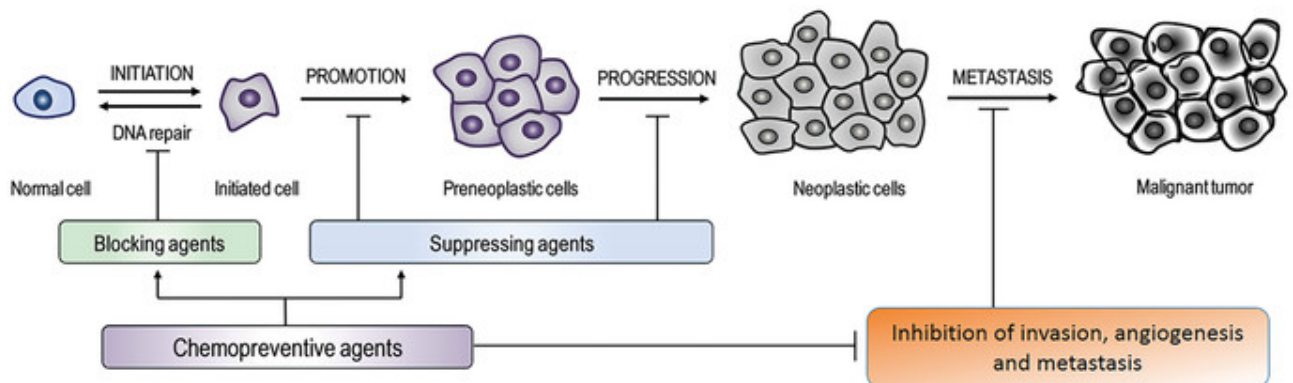 INITIATION
PROMOTION
PROGRESSION
METASTASIS
DNA repair
Normal cell
Initiated cell
Preneoplastic cells
Neoplastic cells
Malignant tumor
Blocking agents
Suppressing agents
Chemopreventive agents
Inhibition of invasion, angiogenesis
and metastasis